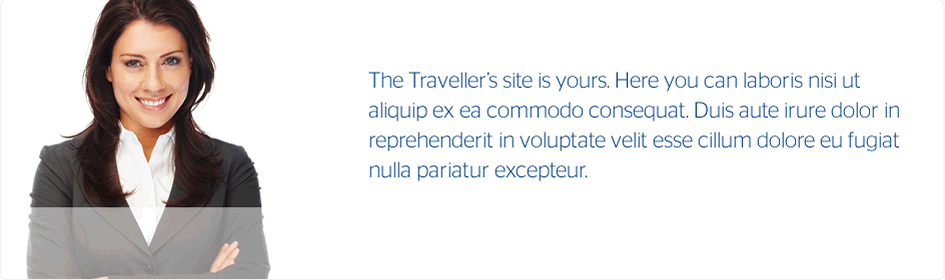 The Traveller's site is yours. Here you can laboris nisi ut
aliquip ex ea commodo consequat. Duis aute irure dolor in
reprehenderit in voluptate velit esse cillum dolore eu fugiat
nulla pariatur excepteur.